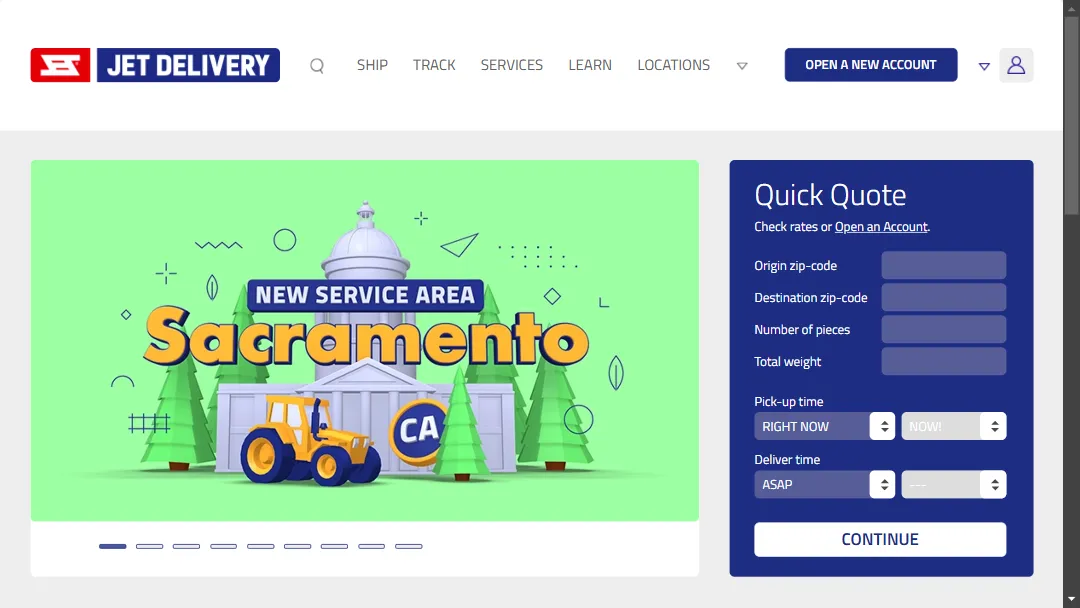 JET DELIVERY
SHIP
TRACK
SERVICES
LEARN
LOCATIONS
OPEN A NEW ACCOUNT
NEW SERVICE AREA
Sacramento
CA
Quick Quote
Check rates or Open an Account.
Origin zip-code
Destination zip-code
Number of pieces
Total weight
Pick-up time
RIGHT NOW
NOW!
Deliver time
ASAP
---
CONTINUE